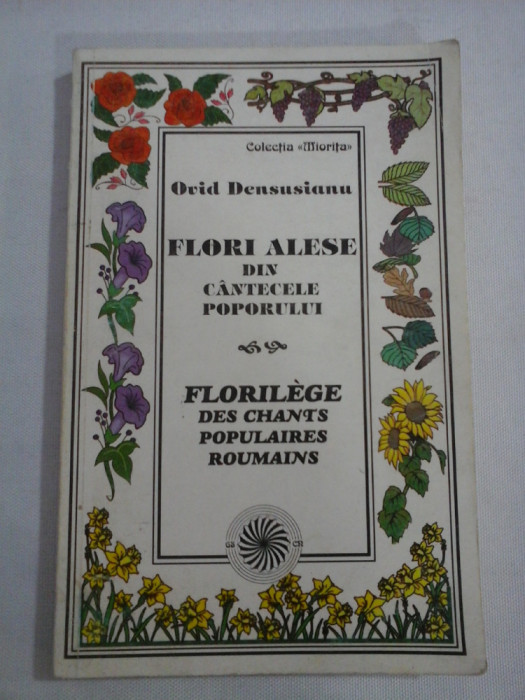 Colecția «Miorița»
Ovid Densusianu
FLORI ALESE
DIN
CÂNTECELE
POPORULUI
FLORILÈGE
DES CHANTS
POPULAIRES
ROUMAINS